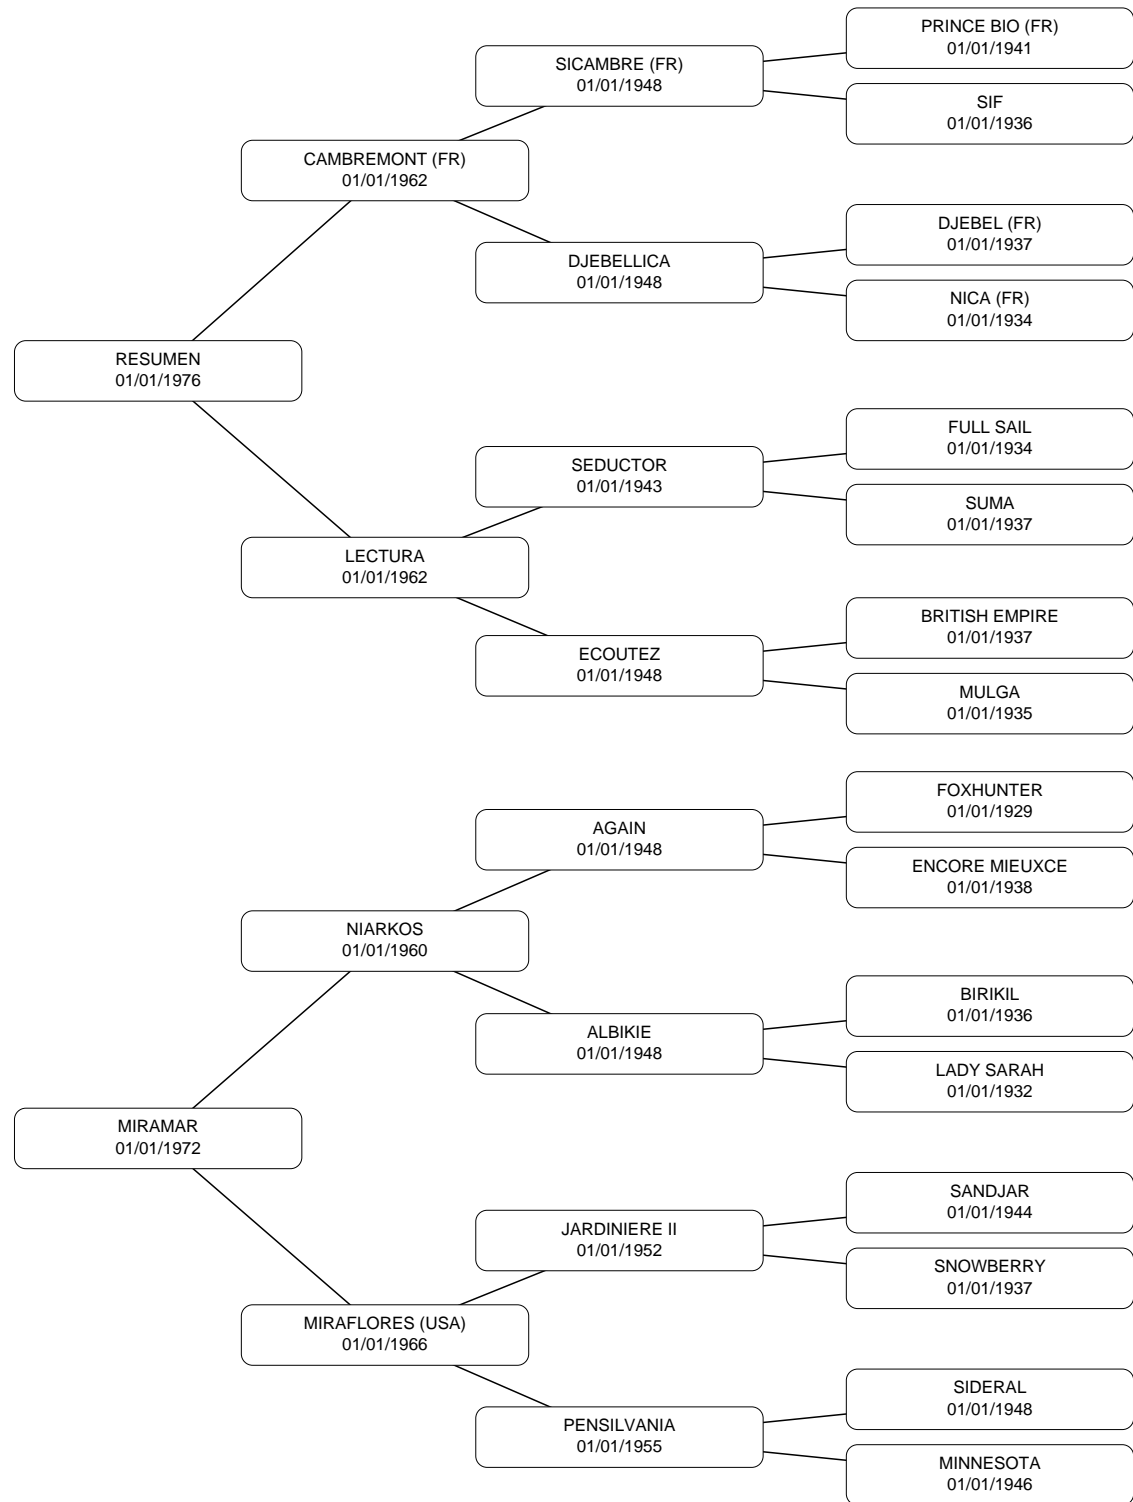 PRINCE BIO (FR)
01/01/1941
SICAMBRE (FR)
01/01/1948
SIF
01/01/1936
CAMBREMONT (FR)
01/01/1962
DJEBEL (FR)
01/01/1937
DJEBELLICA
01/01/1948
NICA (FR)
01/01/1934
RESUMEN
01/01/1976
FULL SAIL
01/01/1934
SEDUCTOR
01/01/1943
SUMA
01/01/1937
LECTURA
01/01/1962
BRITISH EMPIRE
01/01/1937
ECOUTEZ
01/01/1948
MULGA
01/01/1935
FOXHUNTER
01/01/1929
AGAIN
01/01/1948
ENCORE MIEUXCE
01/01/1938
NIARKOS
01/01/1960
BIRIKIL
01/01/1936
ALBIKIE
01/01/1948
LADY SARAH
01/01/1932
MIRAMAR
01/01/1972
SANDJAR
01/01/1944
JARDINIERE II
01/01/1952
SNOWBERRY
01/01/1937
MIRAFLORES (USA)
01/01/1966
SIDERAL
01/01/1948
PENSILVANIA
01/01/1955
MINNESOTA
01/01/1946